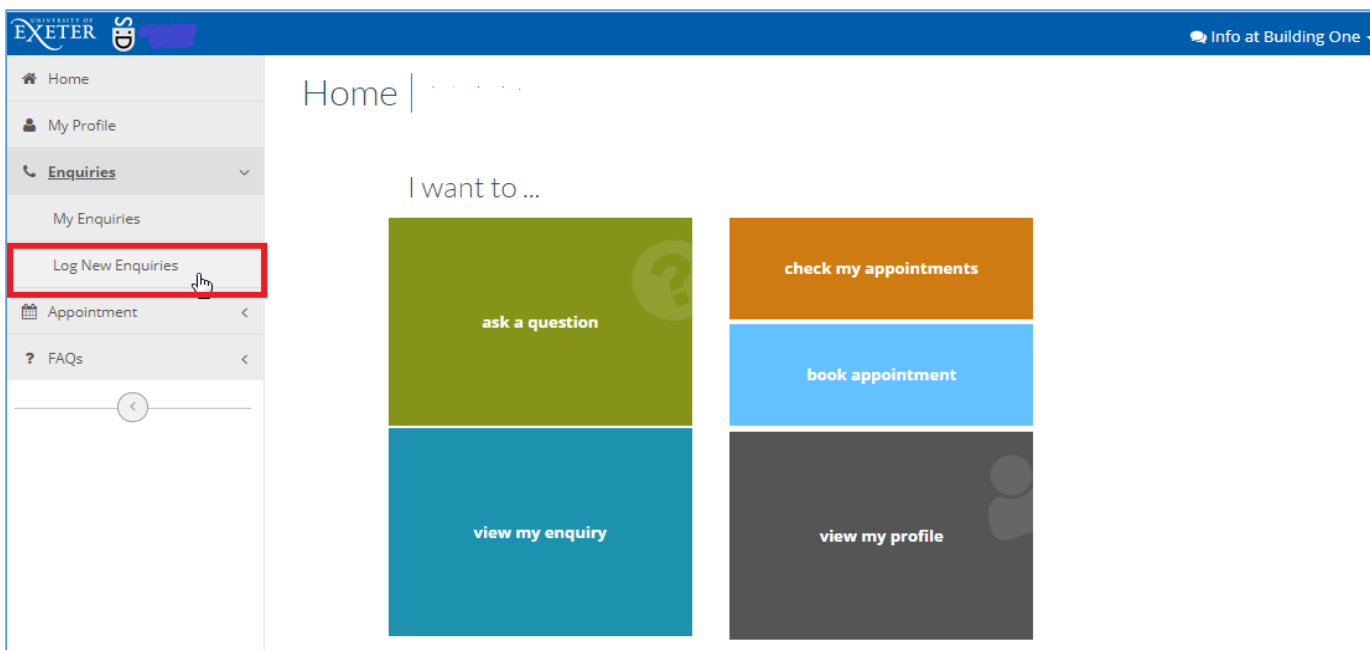 UNIVERSITY OF
EXETER
SID
Info at Building One
Home
My Profile
Enquiries
My Enquiries
Log New Enquiries
Appointment
? FAQs
Home
I want to ...
ask a question
check my appointments
book appointment
view my enquiry
view my profile